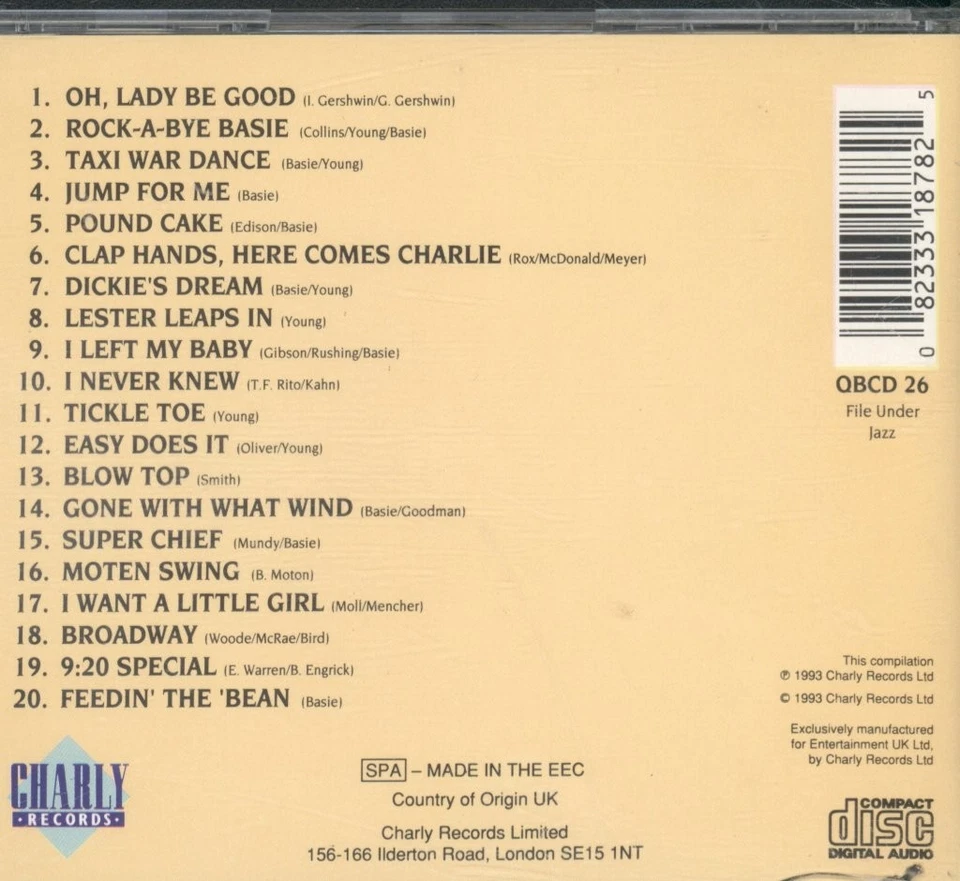 1. OH, LADY BE GOOD (I. Gershwin/G. Gershwin)
2. ROCK-A-BYE BASIE (Collins/Young/Basie)
3. TAXI WAR DANCE (Basie/Young)
4. JUMP FOR ME (Basie)
5. POUND CAKE (Edison/Basie)
6. CLAP HANDS, HERE COMES CHARLIE (Rox/McDonald/Meyer)
7. DICKIE'S DREAM (Basie/Young)
8. LESTER LEAPS IN (Young)
9. I LEFT MY BABY (Gibson/Rushing/Basie)
10. I NEVER KNEW (T.F. Rito/Kahn)
11. TICKLE TOE (Young)
12. EASY DOES IT (Oliver/Young)
13. BLOW TOP (Smith)
14. GONE WITH WHAT WIND (Basie/Goodman)
15. SUPER CHIEF (Mundy/Basie)
16. MOTEN SWING (B. Moton)
17. I WANT A LITTLE GIRL (Moll/Mencher)
18. BROADWAY (Woode/McRae/Bird)
19. 9:20 SPECIAL (E. Warren/B. Engrick)
20. FEEDIN' THE 'BEAN (Basie)
0 82333 18782 5
QBCD 26
File Under
Jazz
This compilation
℗ 1993 Charly Records Ltd
© 1993 Charly Records Ltd
Exclusively manufactured
for Entertainment UK Ltd,
by Charly Records Ltd
CHARLY
·RECORDS·
SPA – MADE IN THE EEC
Country of Origin UK
Charly Records Limited
156-166 Ilderton Road, London SE15 1NT
COMPACT
disc
DIGITAL AUDIO